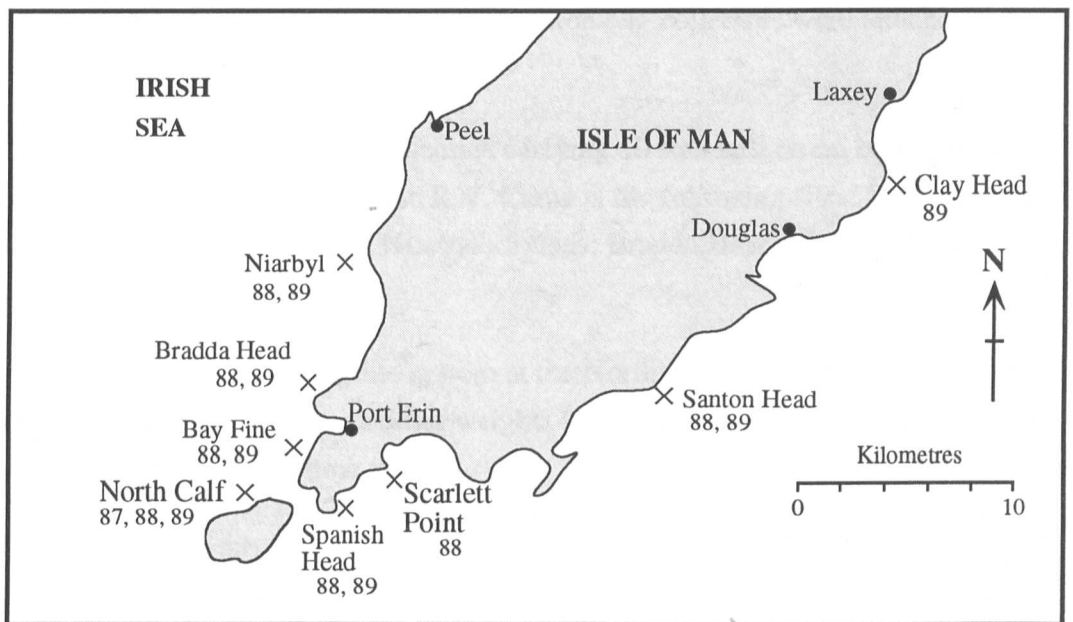 IRISH
SEA
Laxey
Peel
ISLE OF MAN
Clay Head
89
Douglas
Niarbyl
88, 89
N
Bradda Head
88, 89
Santon Head
88, 89
Port Erin
Bay Fine
88, 89
Kilometres
North Calf
87, 88, 89
Scarlett
Point
88
0
10
Spanish
Head
88, 89